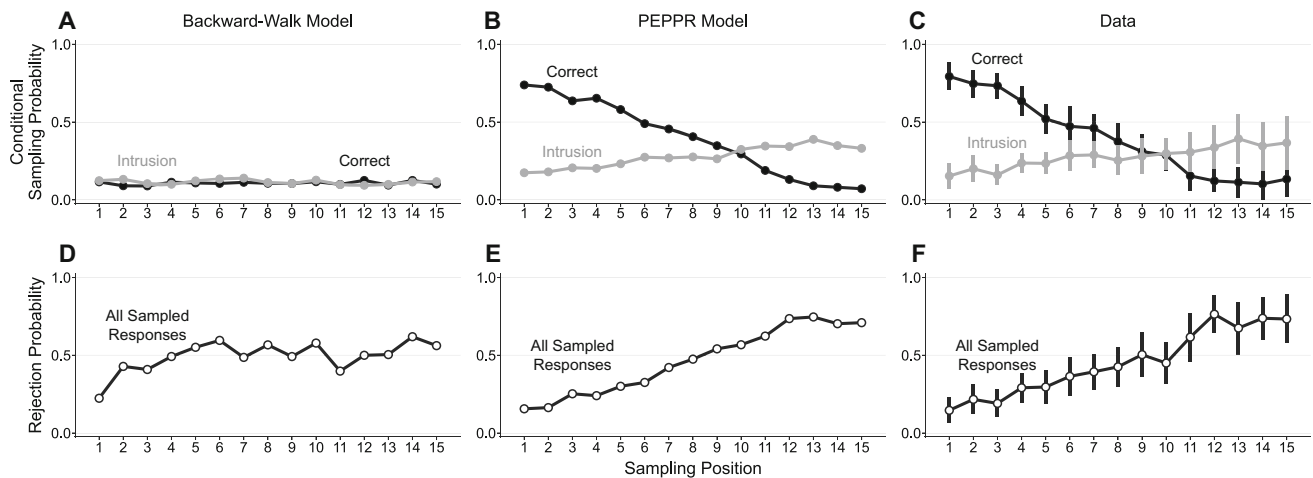 A Backward-Walk Model
B PEPPR Model
C Data
Conditional
Sampling Probability
1.0
0.5
0.0
Intrusion
Correct
1 2 3 4 5 6 7 8 9 10 11 12 13 14 15
1.0
0.5
0.0
Correct
Intrusion
1 2 3 4 5 6 7 8 9 10 11 12 13 14 15
1.0
0.5
0.0
Correct
Intrusion
1 2 3 4 5 6 7 8 9 10 11 12 13 14 15
D
E
F
Rejection Probability
1.0
0.5
0.0
All Sampled
Responses
1 2 3 4 5 6 7 8 9 10 11 12 13 14 15
1.0
0.5
0.0
All Sampled
Responses
1 2 3 4 5 6 7 8 9 10 11 12 13 14 15
1.0
0.5
0.0
All Sampled
Responses
1 2 3 4 5 6 7 8 9 10 11 12 13 14 15
Sampling Position